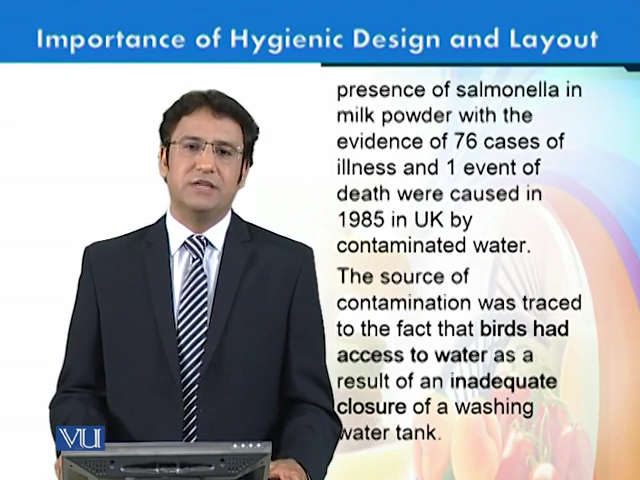 Importance of Hygienic Design and Layout
presence of salmonella in
milk powder with the
evidence of 76 cases of
illness and 1 event of
death were caused in
1985 in UK by
contaminated water.
The source of
contamination was traced
to the fact that birds had
access to water as a
result of an inadequate
closure of a washing
water tank.
VU